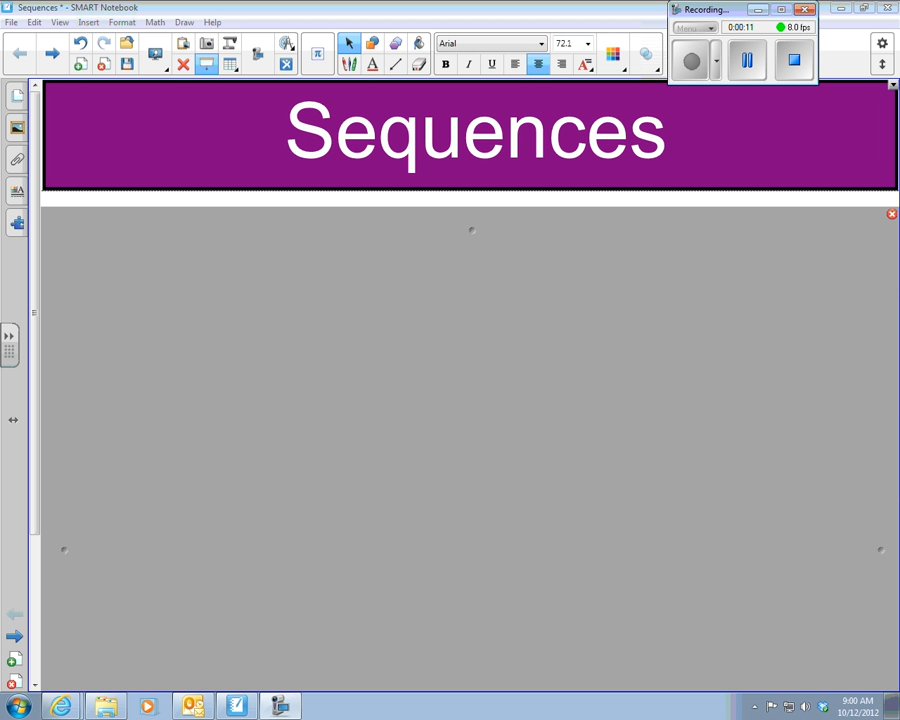 Sequences * - SMART Notebook
Recording...
File Edit View Insert Format Math Draw Help
Menu 0:00:11 8.0 fps
Arial 72.1
B I U
Sequences
9:00 AM
10/12/2012